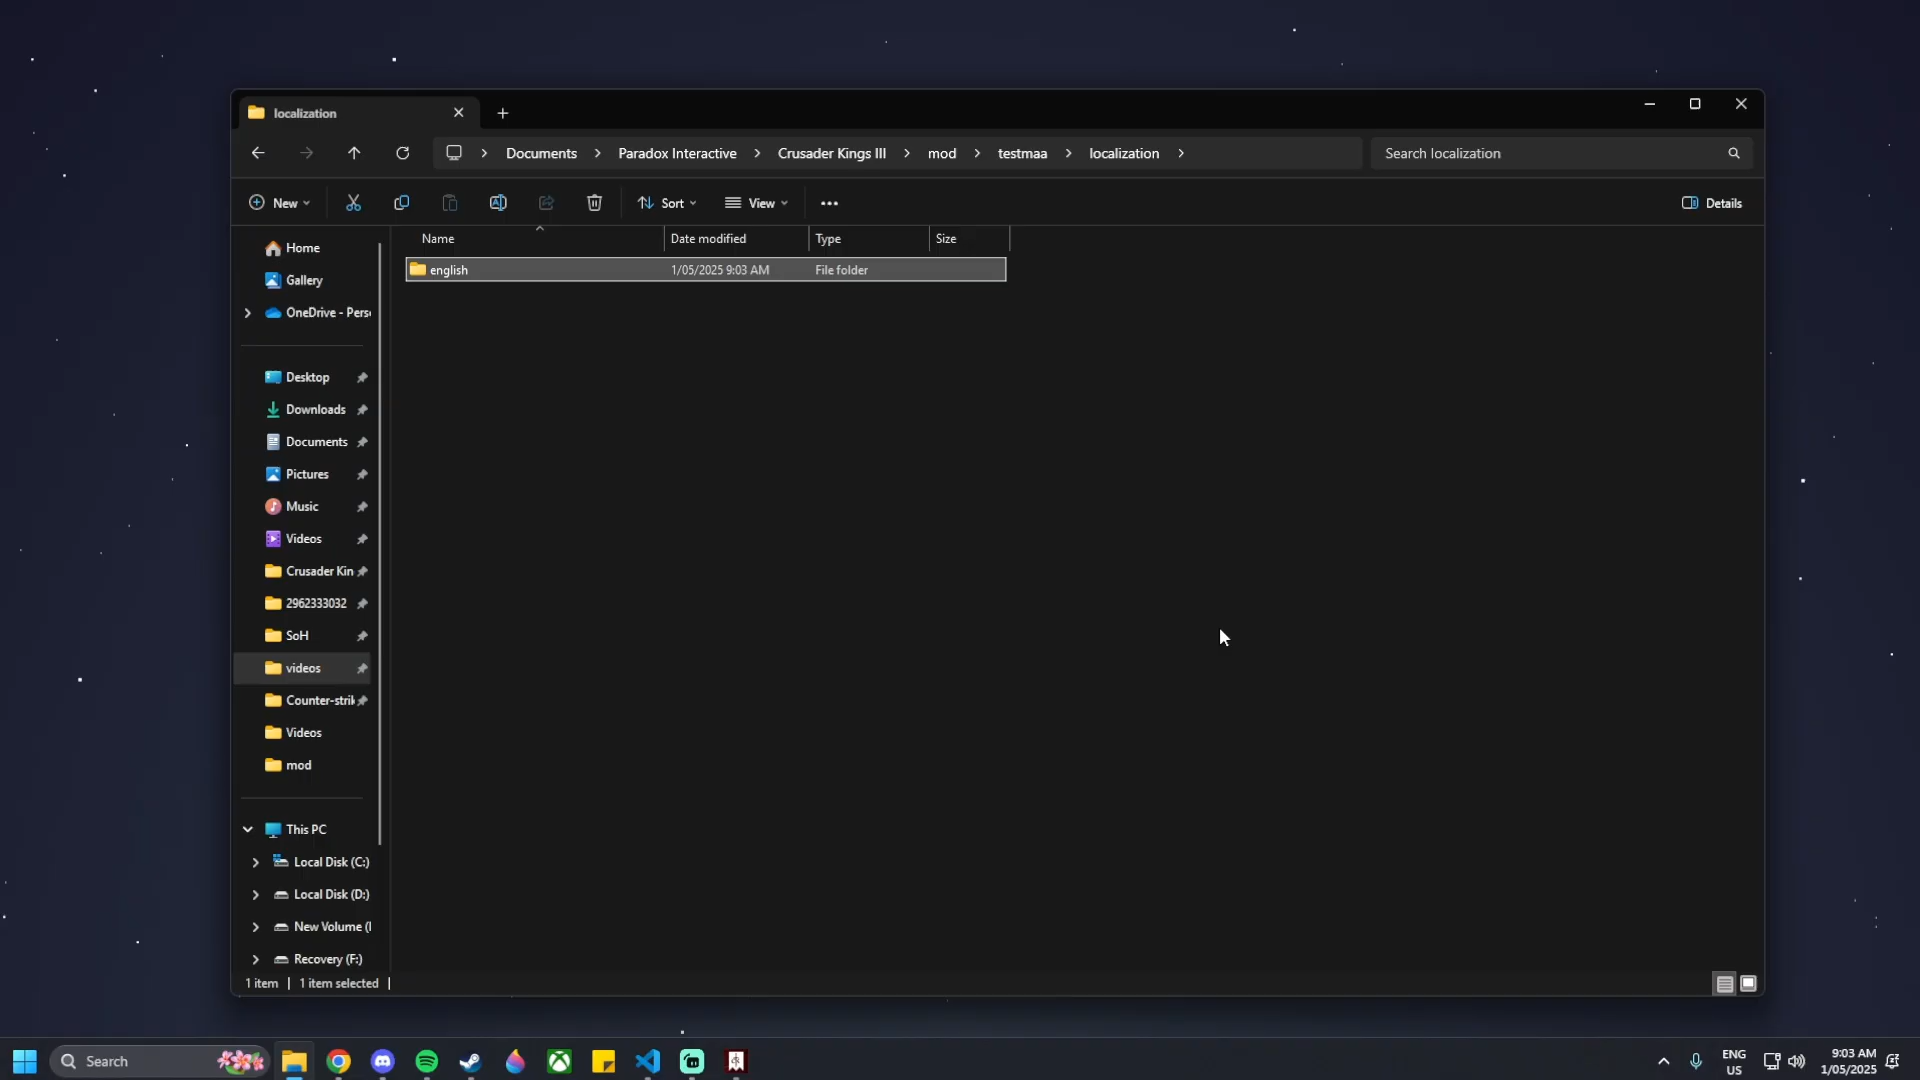 localization
Documents
Paradox Interactive
Crusader Kings III
mod
testmaa
localization
Search localization
New
Sort
View
Details
Name
Date modified
Type
Size
english
1/05/2025 9:03 AM
File folder
Home
Gallery
OneDrive - Pers
Desktop
Downloads
Documents
Pictures
Music
Videos
Crusader Kin
2962333032
SoH
videos
Counter-strik
Videos
mod
This PC
Local Disk (C:)
Local Disk (D:)
New Volume (
Recovery (F:)
1 item
1 item selected
Search
ENG
US
9:03 AM
1/05/2025